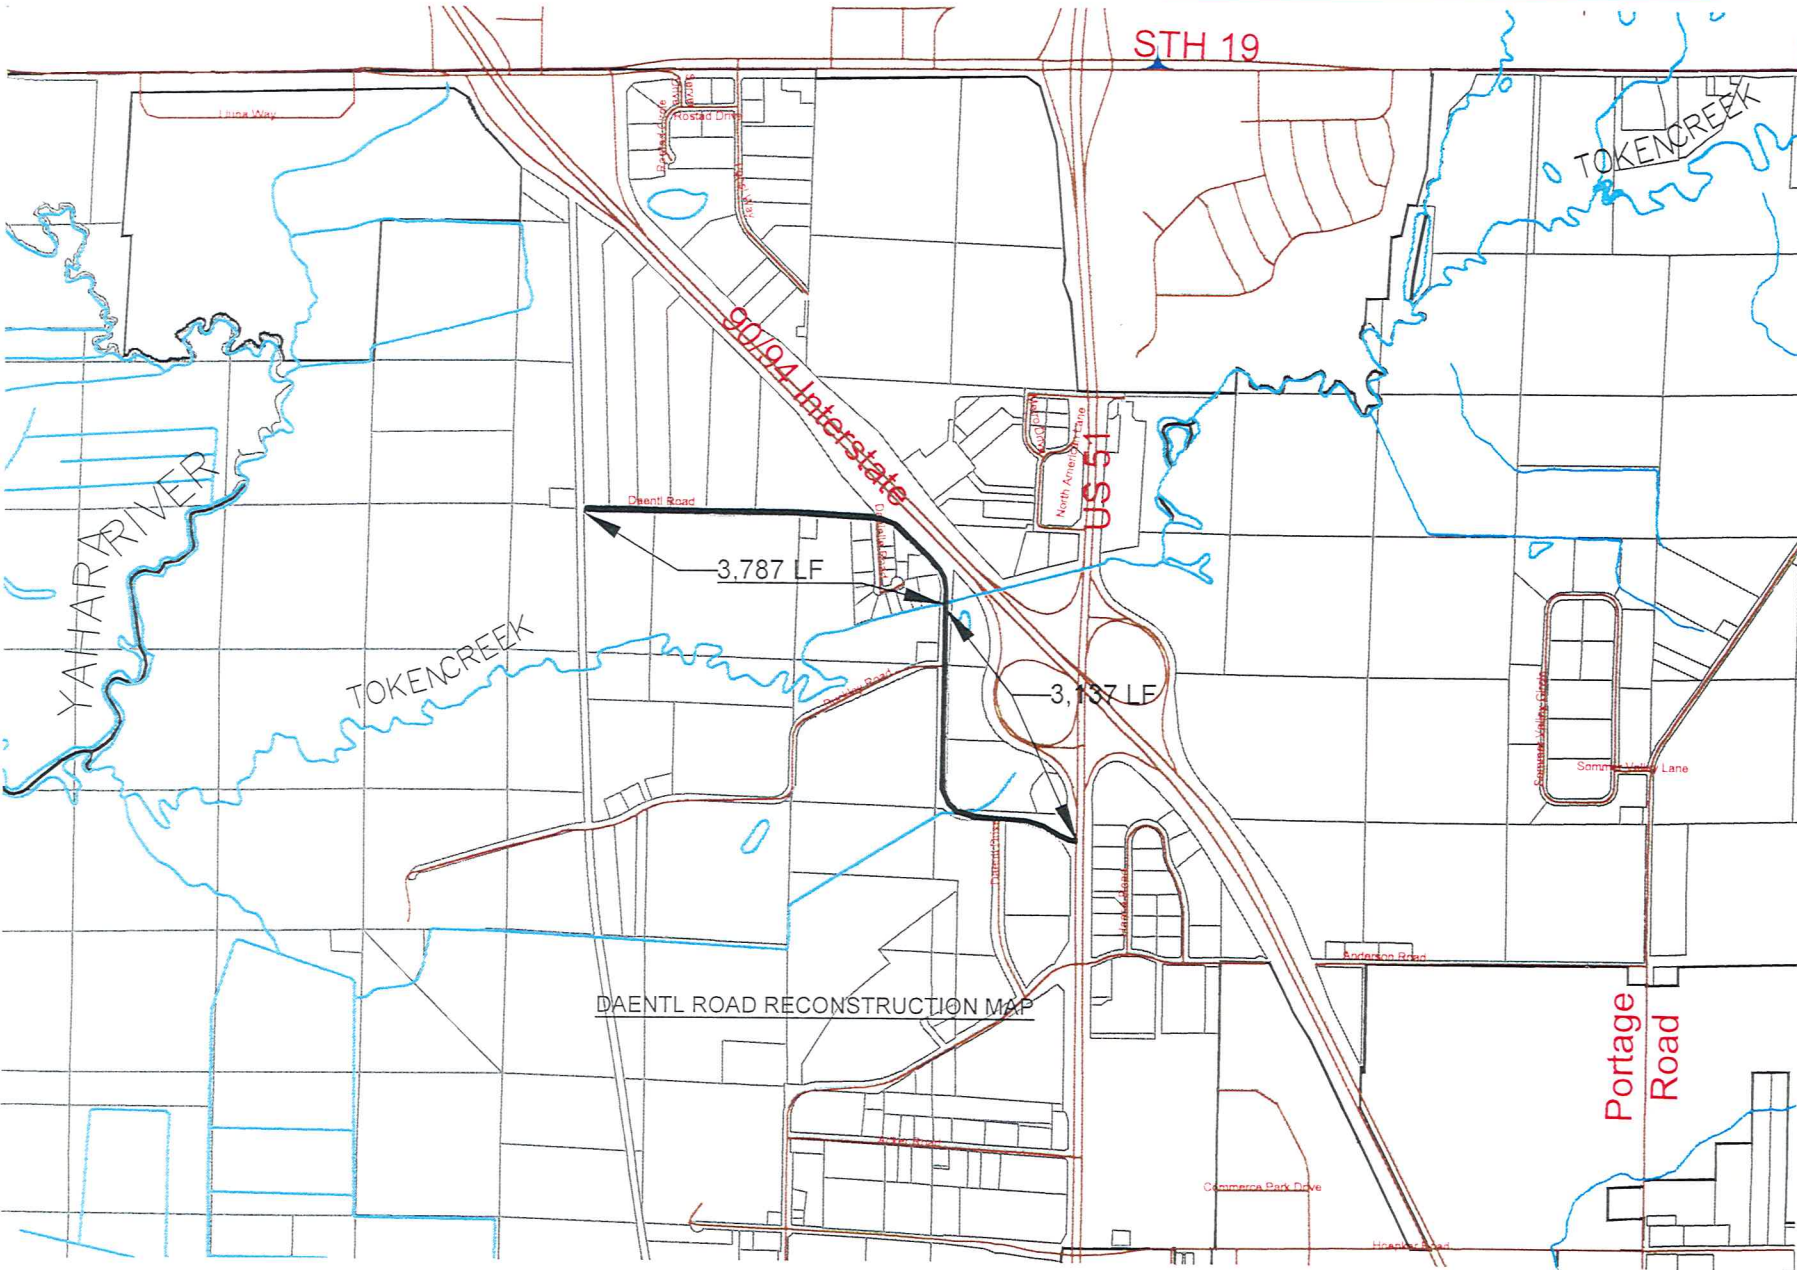 STH 19
Rostad Drive
TOKENCREEK
90/94 Interstate
North American Lane
US 51
YAHARA RIVER
Daentl Road
3,787 LF
TOKENCREEK
3,137 LF
Sommer Valley Lane
Anderson Road
DAENTL ROAD RECONSTRUCTION MAP
Portage
Road
Acker Road
Commerce Park Drive
Hoepker Road